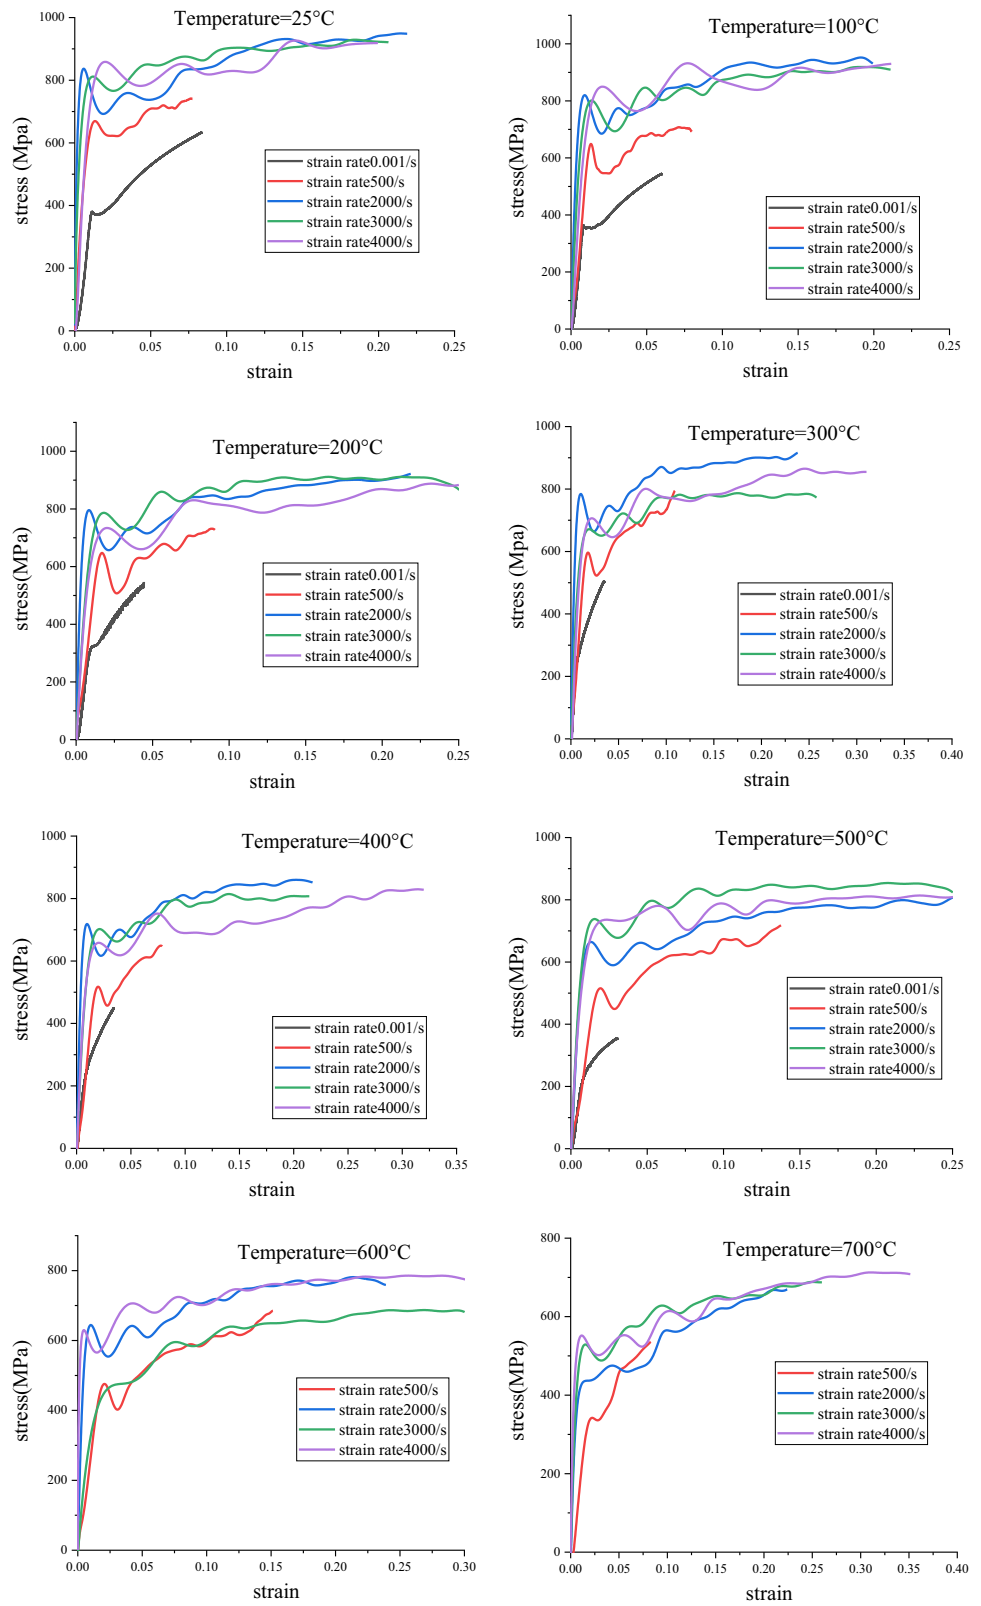 Temperature=25°C
1000
800
600
400
200
0
stress (Mpa)
strain rate0.001/s
strain rate500/s
strain rate2000/s
strain rate3000/s
strain rate4000/s
0.00 0.05 0.10 0.15 0.20 0.25
strain
Temperature=100°C
1000
800
600
400
200
0
stress(MPa)
strain rate0.001/s
strain rate500/s
strain rate2000/s
strain rate3000/s
strain rate4000/s
0.00 0.05 0.10 0.15 0.20 0.25
strain
Temperature=200°C
1000
800
600
400
200
0
stress(MPa)
strain rate0.001/s
strain rate500/s
strain rate2000/s
strain rate3000/s
strain rate4000/s
0.00 0.05 0.10 0.15 0.20 0.25
strain
Temperature=300°C
1000
800
600
400
200
0
stress (Mpa)
strain rate0.001/s
strain rate500/s
strain rate2000/s
strain rate3000/s
strain rate4000/s
0.00 0.05 0.10 0.15 0.20 0.25 0.30 0.35 0.40
strain
Temperature=400°C
1000
800
600
400
200
0
stress(MPa)
strain rate0.001/s
strain rate500/s
strain rate2000/s
strain rate3000/s
strain rate4000/s
0.00 0.05 0.10 0.15 0.20 0.25 0.30 0.35
strain
Temperature=500°C
1000
800
600
400
200
0
stress(MPa)
strain rate0.001/s
strain rate500/s
strain rate2000/s
strain rate3000/s
strain rate4000/s
0.00 0.05 0.10 0.15 0.20 0.25
strain
Temperature=600°C
800
600
400
200
0
stress(MPa)
strain rate500/s
strain rate2000/s
strain rate3000/s
strain rate4000/s
0.00 0.05 0.10 0.15 0.20 0.25 0.30
strain
Temperature=700°C
800
600
400
200
0
stress(MPa)
strain rate500/s
strain rate2000/s
strain rate3000/s
strain rate4000/s
0.00 0.05 0.10 0.15 0.20 0.25 0.30 0.35 0.40
strain